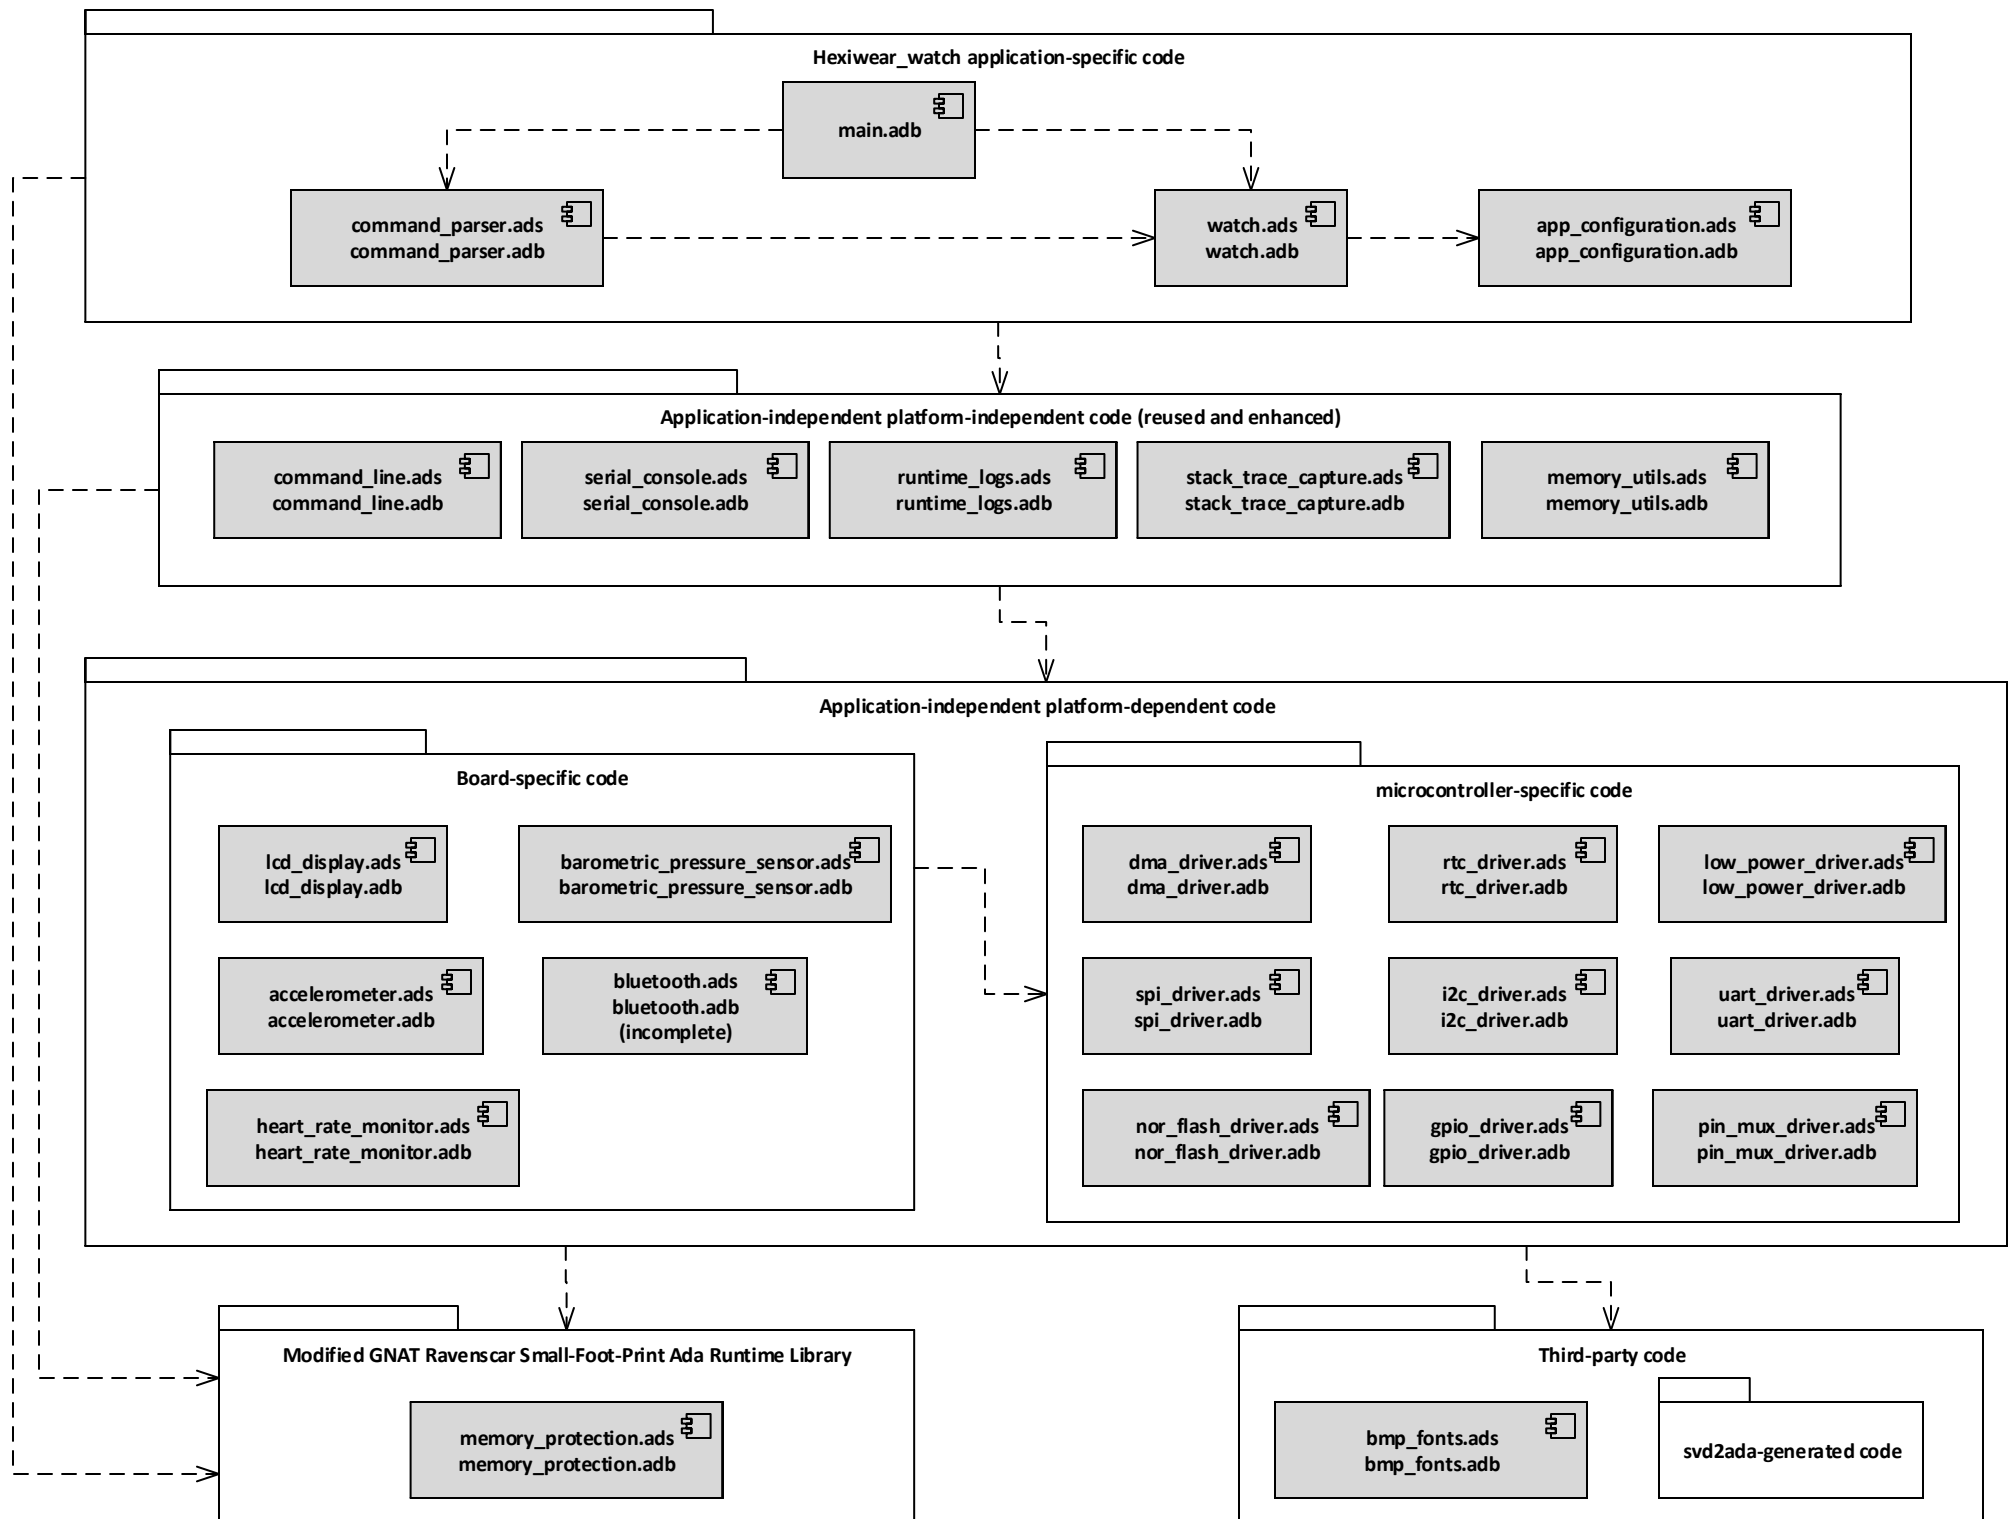 Hexiwear_watch application-specific code
main.adb
command_parser.ads
command_parser.adb
watch.ads
watch.adb
app_configuration.ads
app_configuration.adb
Application-independent platform-independent code (reused and enhanced)
command_line.ads
command_line.adb
serial_console.ads
serial_console.adb
runtime_logs.ads
runtime_logs.adb
stack_trace_capture.ads
stack_trace_capture.adb
memory_utils.ads
memory_utils.adb
Application-independent platform-dependent code
Board-specific code
lcd_display.ads
lcd_display.adb
barometric_pressure_sensor.ads
barometric_pressure_sensor.adb
accelerometer.ads
accelerometer.adb
bluetooth.ads
bluetooth.adb
(incomplete)
heart_rate_monitor.ads
heart_rate_monitor.adb
microcontroller-specific code
dma_driver.ads
dma_driver.adb
rtc_driver.ads
rtc_driver.adb
low_power_driver.ads
low_power_driver.adb
spi_driver.ads
spi_driver.adb
i2c_driver.ads
i2c_driver.adb
uart_driver.ads
uart_driver.adb
nor_flash_driver.ads
nor_flash_driver.adb
gpio_driver.ads
gpio_driver.adb
pin_mux_driver.ads
pin_mux_driver.adb
Modified GNAT Ravenscar Small-Foot-Print Ada Runtime Library
memory_protection.ads
memory_protection.adb
Third-party code
bmp_fonts.ads
bmp_fonts.adb
svd2ada-generated code